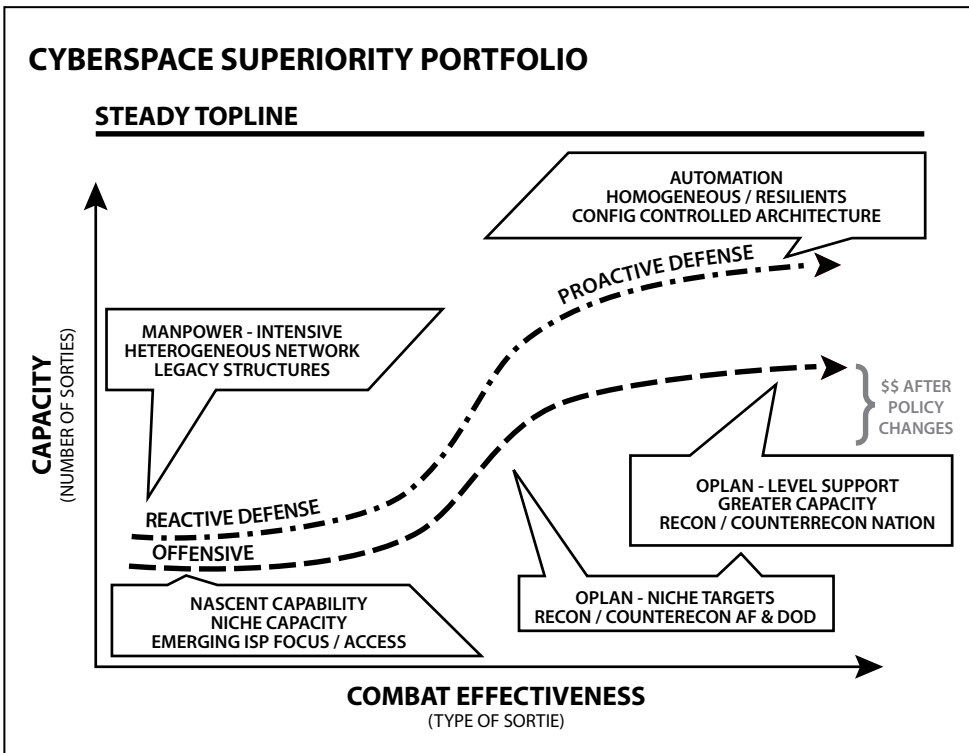 CYBERSPACE SUPERIORITY PORTFOLIO
STEADY TOPLINE
AUTOMATION
HOMOGENEOUS / RESILIENTS
CONFIG CONTROLLED ARCHITECTURE
PROACTIVE DEFENSE
MANPOWER - INTENSIVE
HETEROGENEOUS NETWORK
LEGACY STRUCTURES
CAPACITY
(NUMBER OF SORTIES)
$$ AFTER
POLICY
CHANGES
REACTIVE DEFENSE
OFFENSIVE
OPLAN - LEVEL SUPPORT
GREATER CAPACITY
RECON / COUNTERRECON NATION
NASCENT CAPABILITY
NICHE CAPACITY
EMERGING ISP FOCUS / ACCESS
OPLAN - NICHE TARGETS
RECON / COUNTERECON AF & DOD
COMBAT EFFECTIVENESS
(TYPE OF SORTIE)